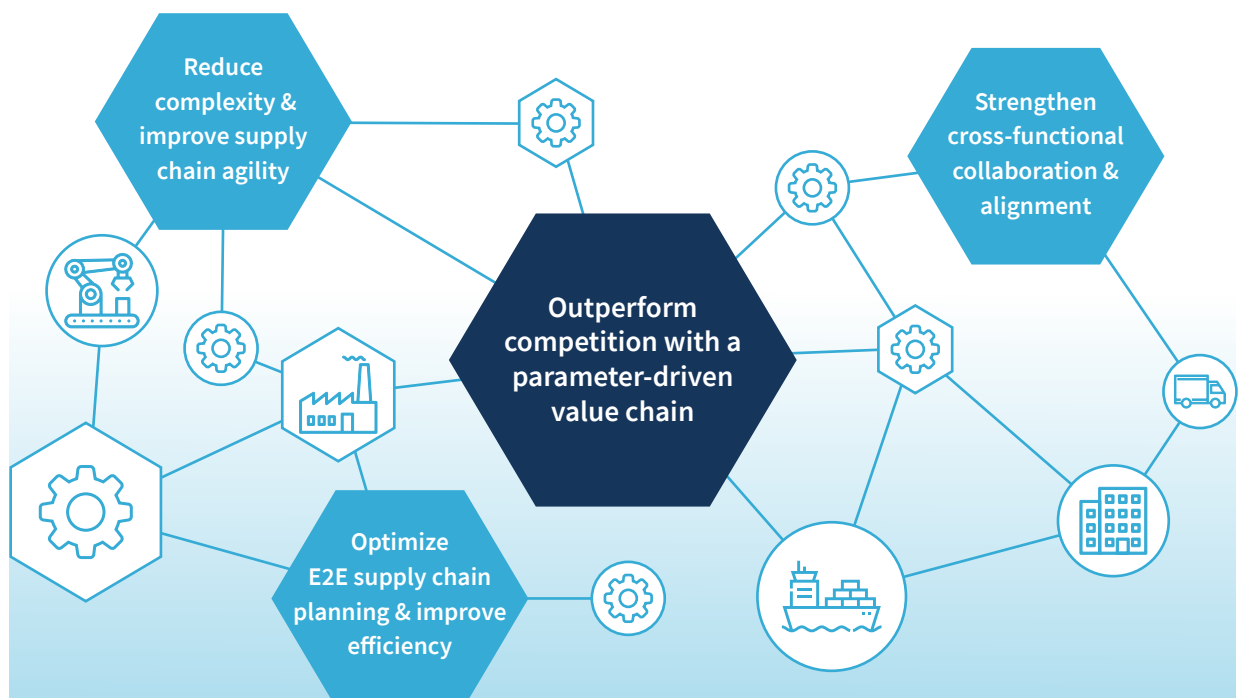 Reduce
complexity &
improve supply
chain agility
Strengthen
cross-functional
collaboration &
alignment
Outperform
competition with a
parameter-driven
value chain
Optimize
E2E supply chain
planning & improve
efficiency